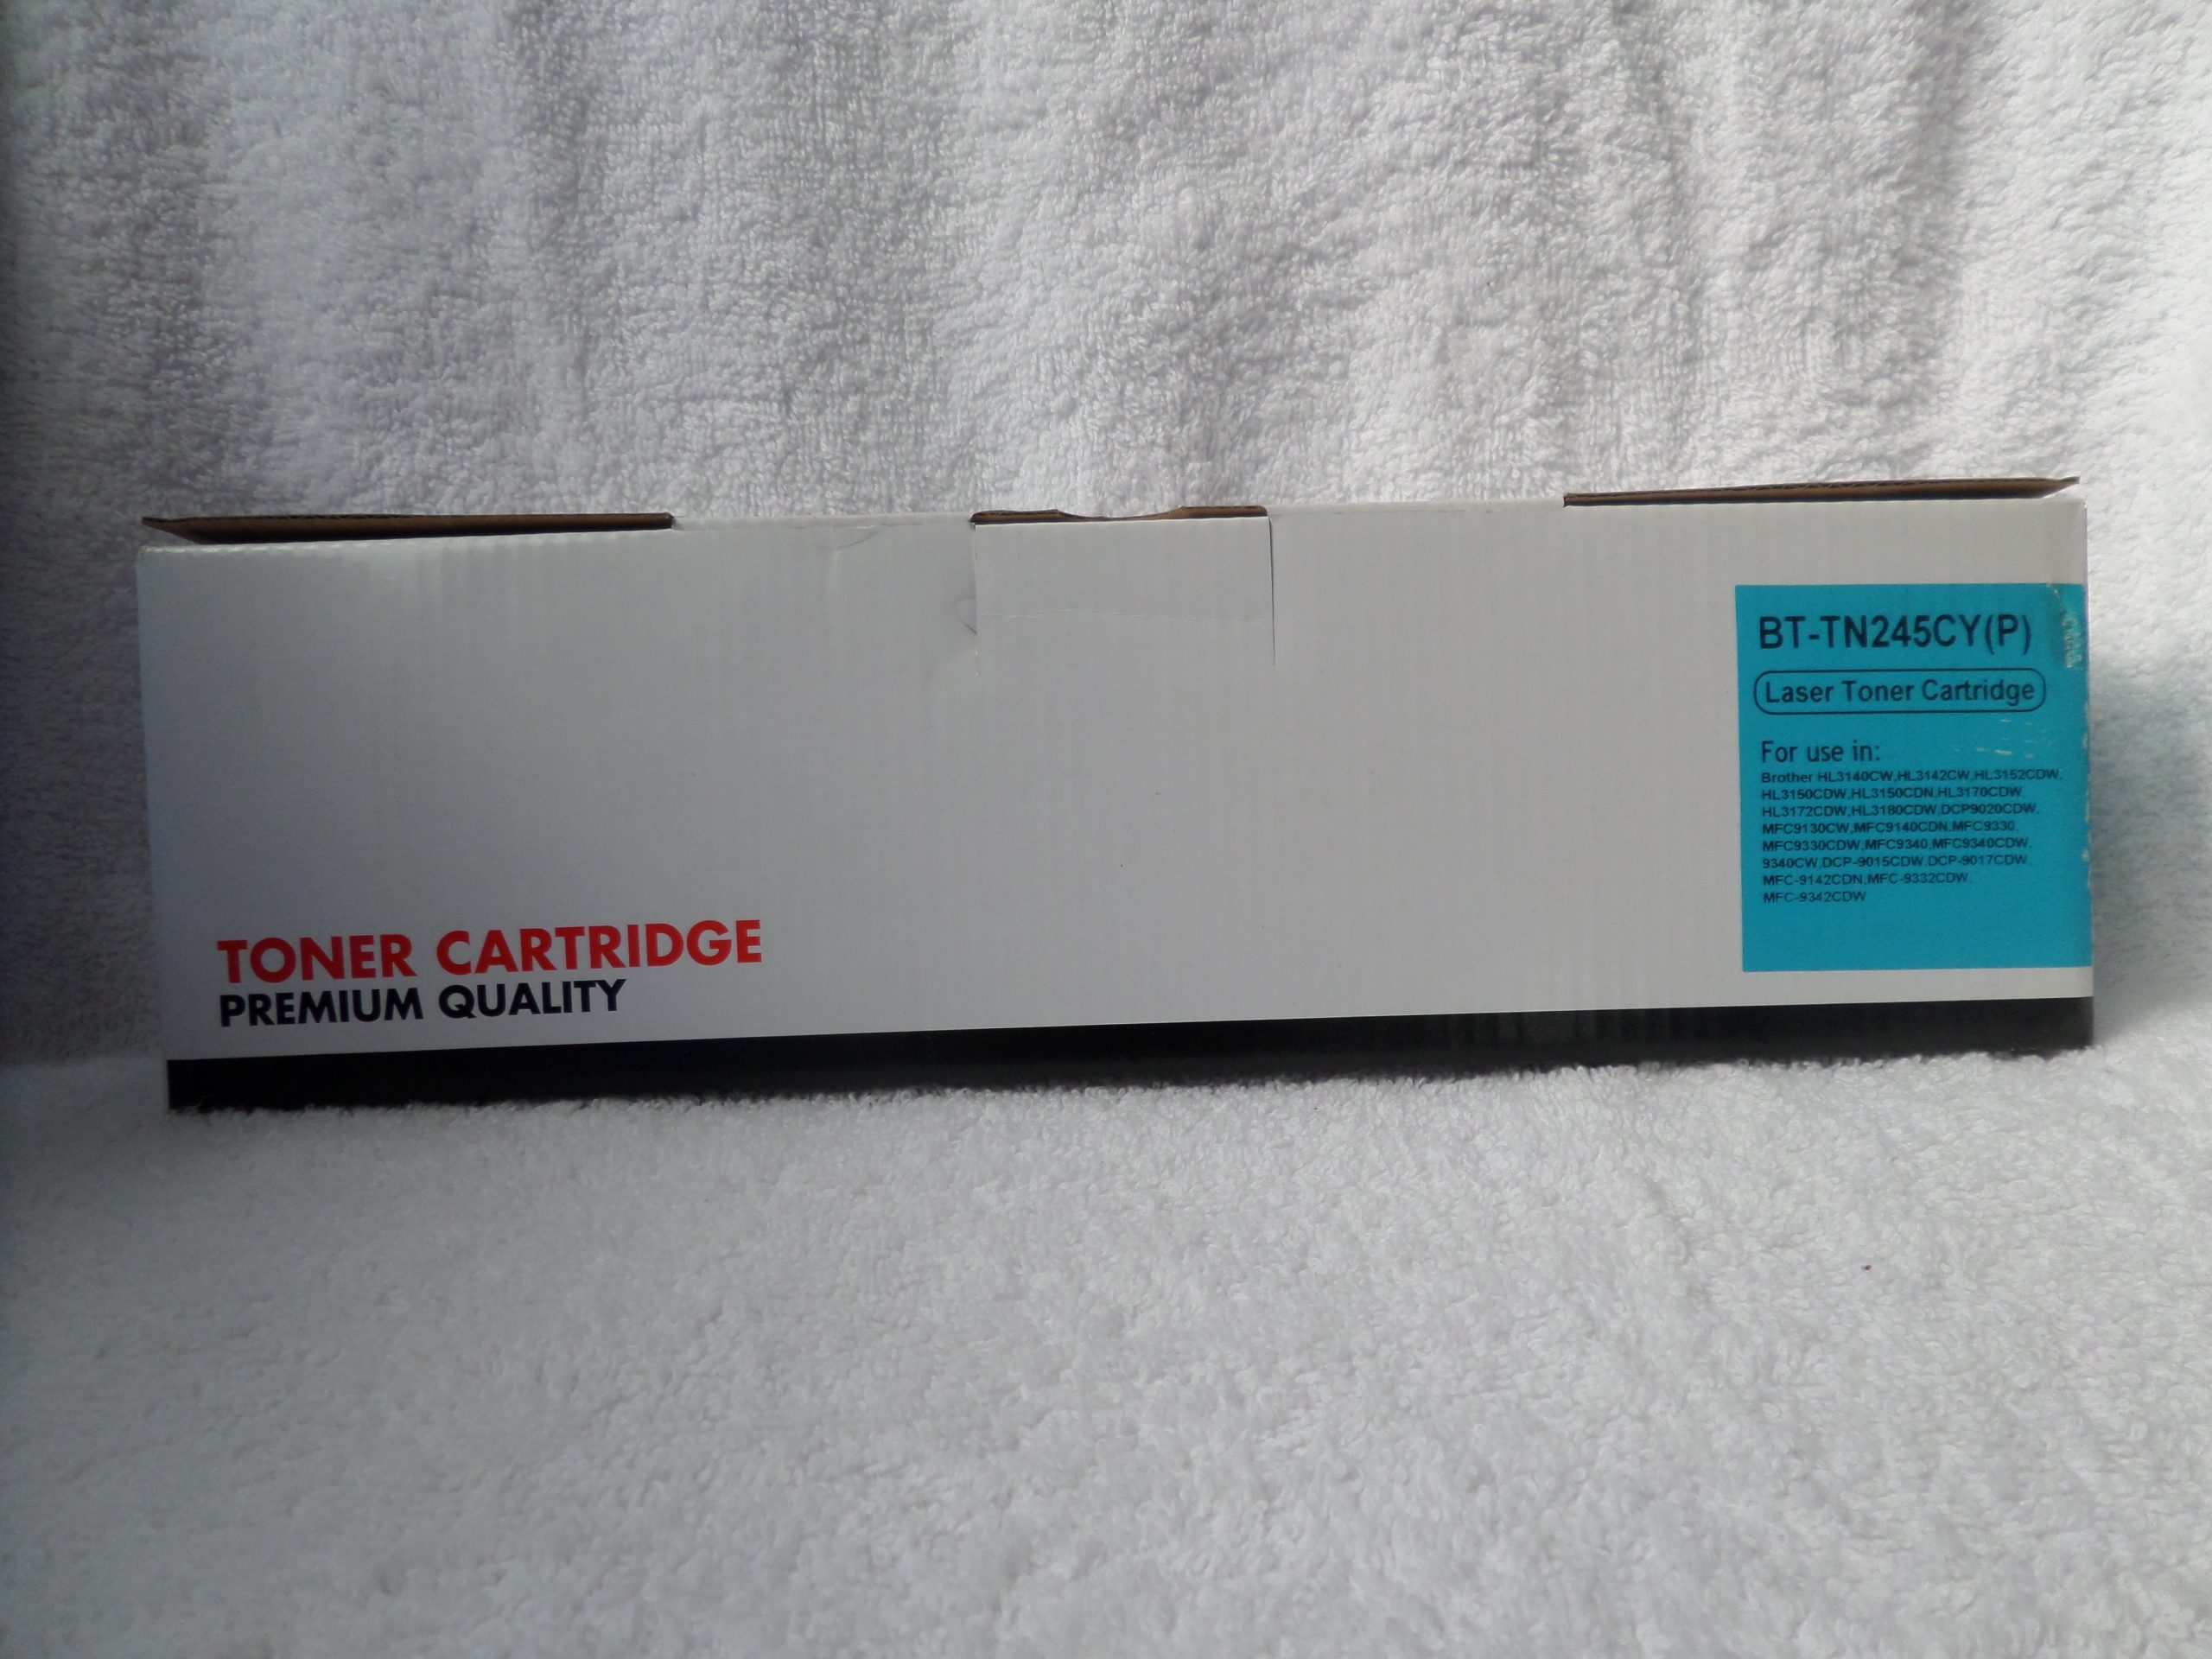 BT-TN245CY(P)
Laser Toner Cartridge
For use in:
Brother HL3140CW,HL3142CW,HL3152CDW,
HL3150CDW,HL3150CDN,HL3170CDW,
HL3172CDW,HL3180CDW,DCP9020CDW,
MFC9130CW,MFC9140CDN,MFC9330,
MFC9330CDW,MFC9340,MFC9340CDW,
9340CW,DCP-9015CDW,DCP-9017CDW,
MFC-9142CDN,MFC-9332CDW,
MFC-9342CDW
TONER CARTRIDGE
PREMIUM QUALITY